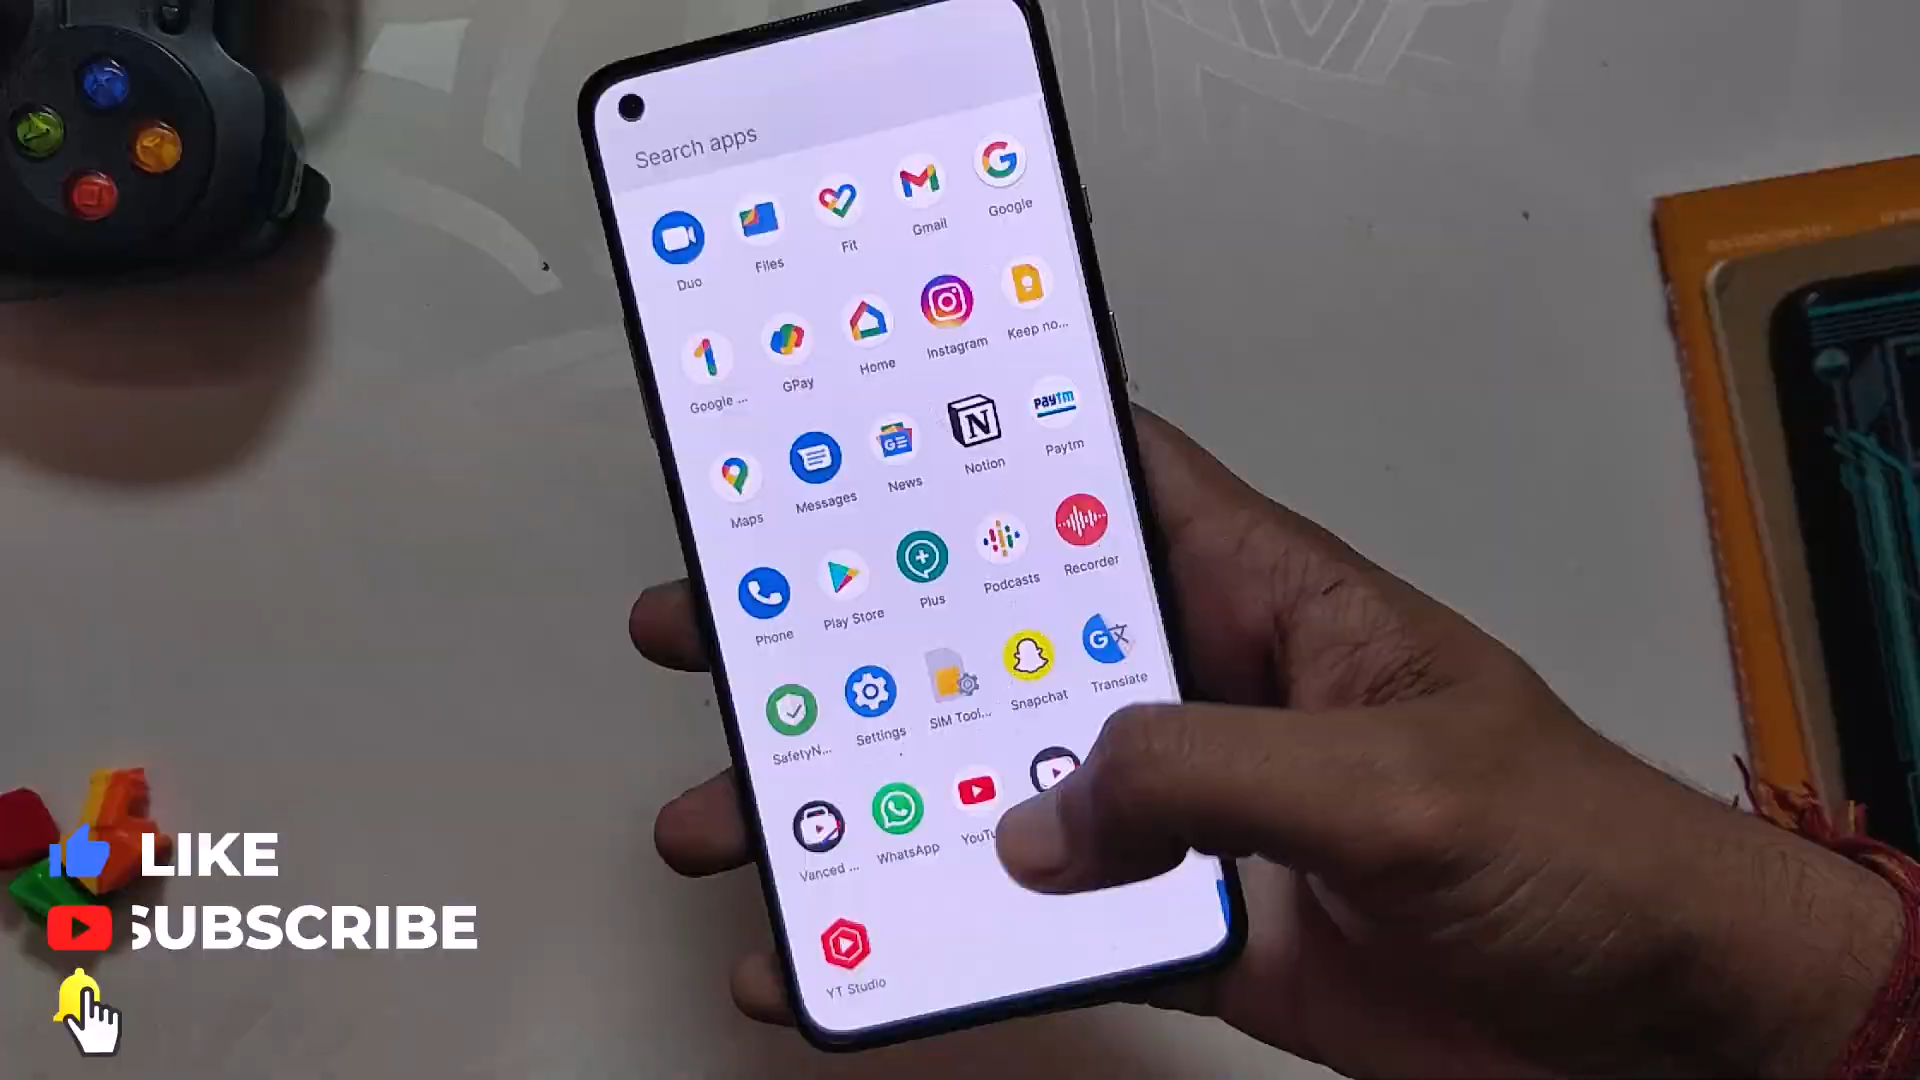 Search apps
Duo
Files
Fit
Gmail
Google
Google ...
GPay
Home
Instagram
Keep no...
Maps
Messages
News
Notion
Paytm
Phone
Play Store
Plus
Podcasts
Recorder
SafetyN...
Settings
SIM Tool...
Snapchat
Translate
Vanced ...
WhatsApp
YT Studio
LIKE
SUBSCRIBE